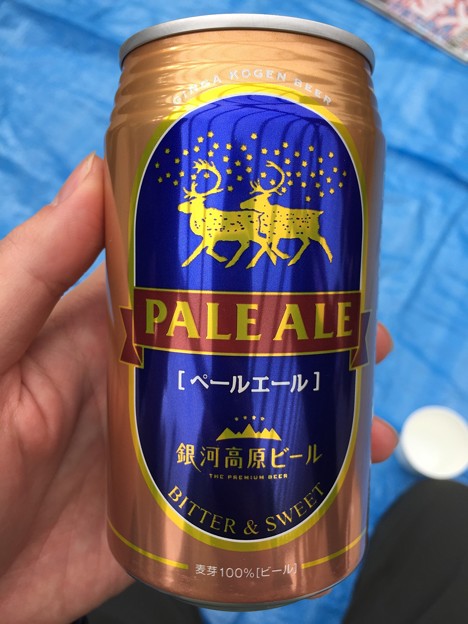 GINGA KOGEN BEER
PALE ALE
[ペールエール]
銀河高原ビール
THE PREMIUM BEER
BITTER & SWEET
麦芽100%[ビール]